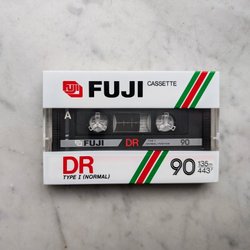 FUJI CASSETTE
A
FUJI DR 90
DR 90 135m
TYPE I (NORMAL) 443'